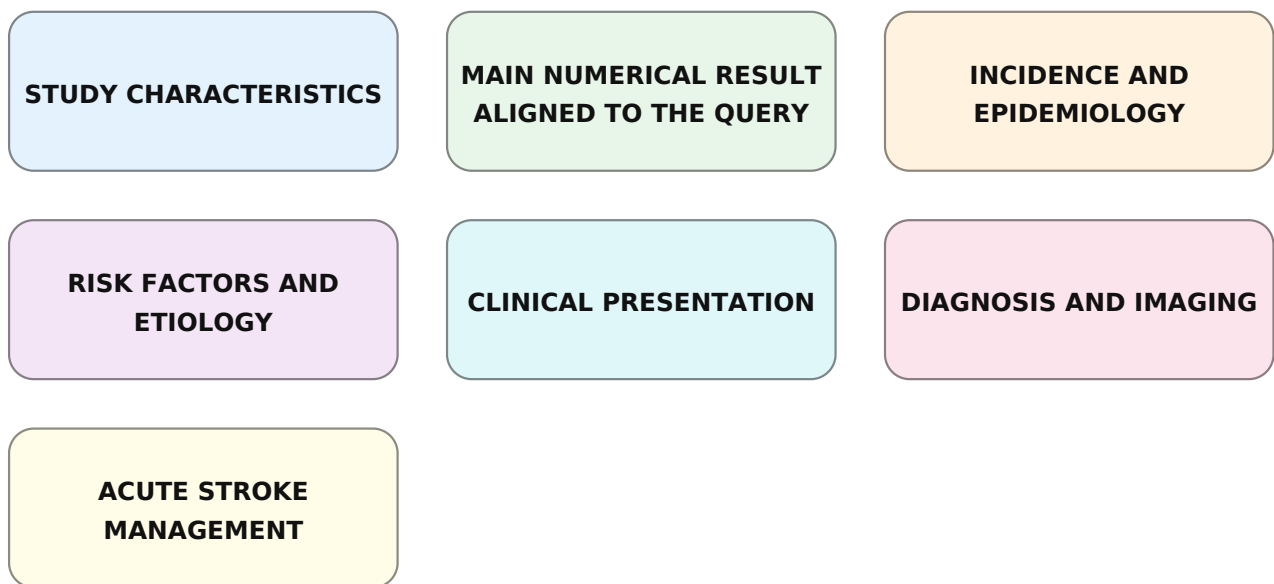 STUDY CHARACTERISTICS
MAIN NUMERICAL RESULT
ALIGNED TO THE QUERY
INCIDENCE AND
EPIDEMIOLOGY
RISK FACTORS AND
ETIOLOGY
CLINICAL PRESENTATION
DIAGNOSIS AND IMAGING
ACUTE STROKE
MANAGEMENT